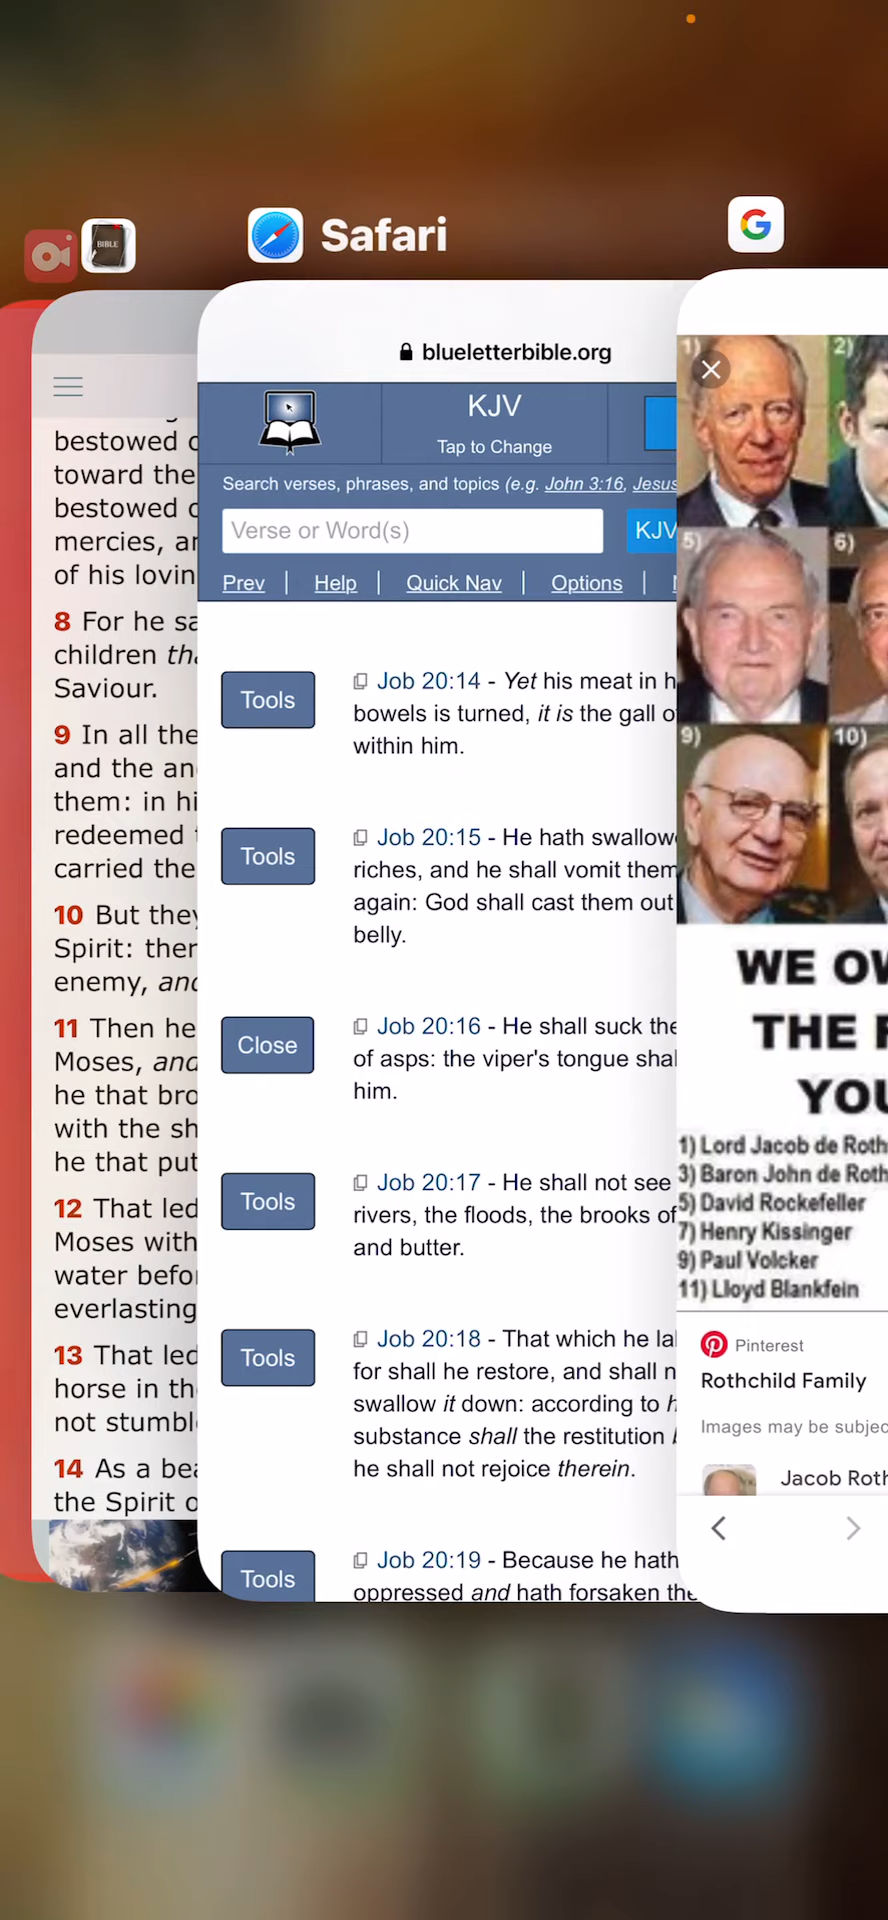 BIBLE
Safari
blueletterbible.org
KJV
Tap to Change
Search verses, phrases, and topics (e.g. John 3:16, Jesus
Verse or Word(s)
KJV
Prev | Help | Quick Nav | Options |
bestowed
toward the
bestowed
mercies,
of his lovin
8 For he sa
children tha
Saviour.
9 In all the
and the an
them: in hi
redeemed
carried the
10 But they
Spirit: ther
enemy, and
11 Then he
Moses, and
he that bro
with the sh
he that put
12 That led
Moses with
water befo
everlasting
13 That led
horse in th
not stumbl
14 As a bea
the Spirit o
Tools
Job 20:14 - Yet his meat in h
bowels is turned, it is the gall o
within him.
Tools
Job 20:15 - He hath swallow
riches, and he shall vomit them
again: God shall cast them out
belly.
Close
Job 20:16 - He shall suck the
of asps: the viper's tongue shal
him.
Tools
Job 20:17 - He shall not see
rivers, the floods, the brooks of
and butter.
Tools
Job 20:18 - That which he la
for shall he restore, and shall n
swallow it down: according to
substance shall the restitution
he shall not rejoice therein.
Tools
Job 20:19 - Because he hath
oppressed and hath forsaken the
1) 2)
5) 6)
9) 10)
WE OW
THE F
YOU
1) Lord Jacob de Roth
3) Baron John de Roth
5) David Rockefeller
7) Henry Kissinger
9) Paul Volcker
11) Lloyd Blankfein
Pinterest
Rothchild Family
Images may be subjec
Jacob Roth